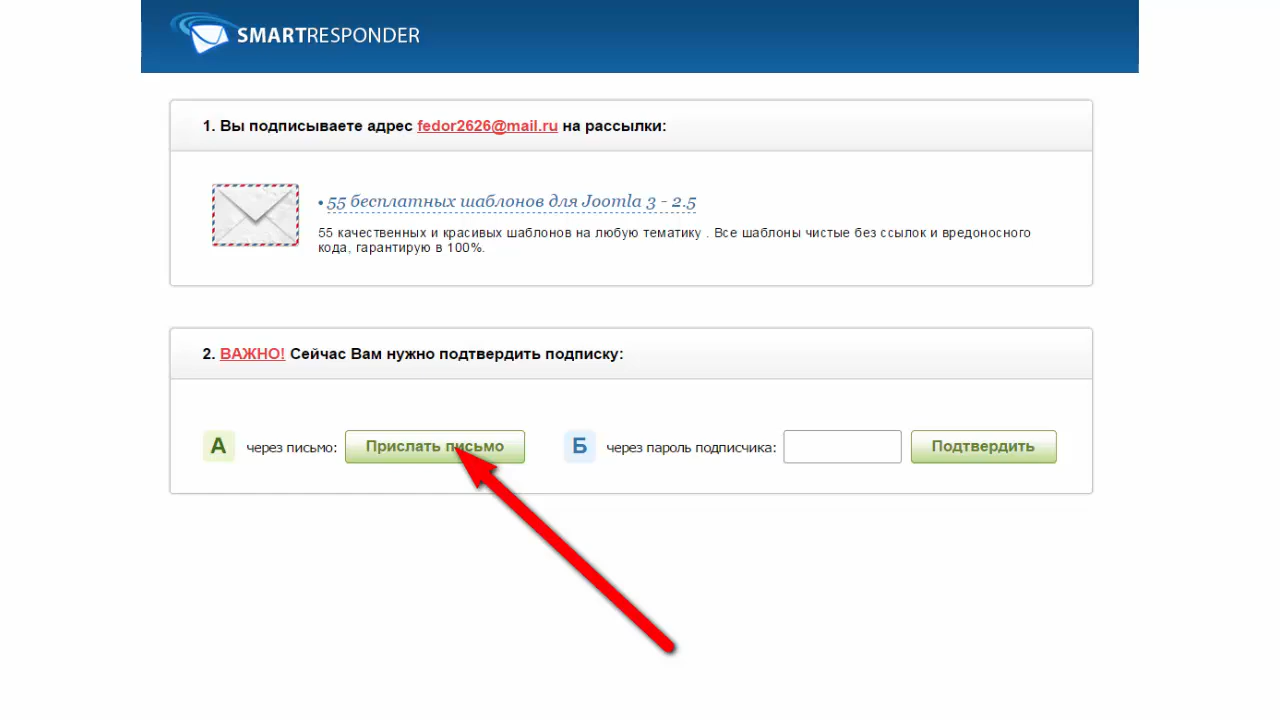 SMARTRESPONDER
1. Вы подписываете адрес fedor2626@mail.ru на рассылки:
• 55 бесплатных шаблонов для Joomla 3 - 2.5
55 качественных и красивых шаблонов на любую тематику . Все шаблоны чистые без ссылок и вредоносного
кода, гарантирую в 100%.
2. ВАЖНО! Сейчас Вам нужно подтвердить подписку:
А через письмо: Прислать письмо Б через пароль подписчика: Подтвердить